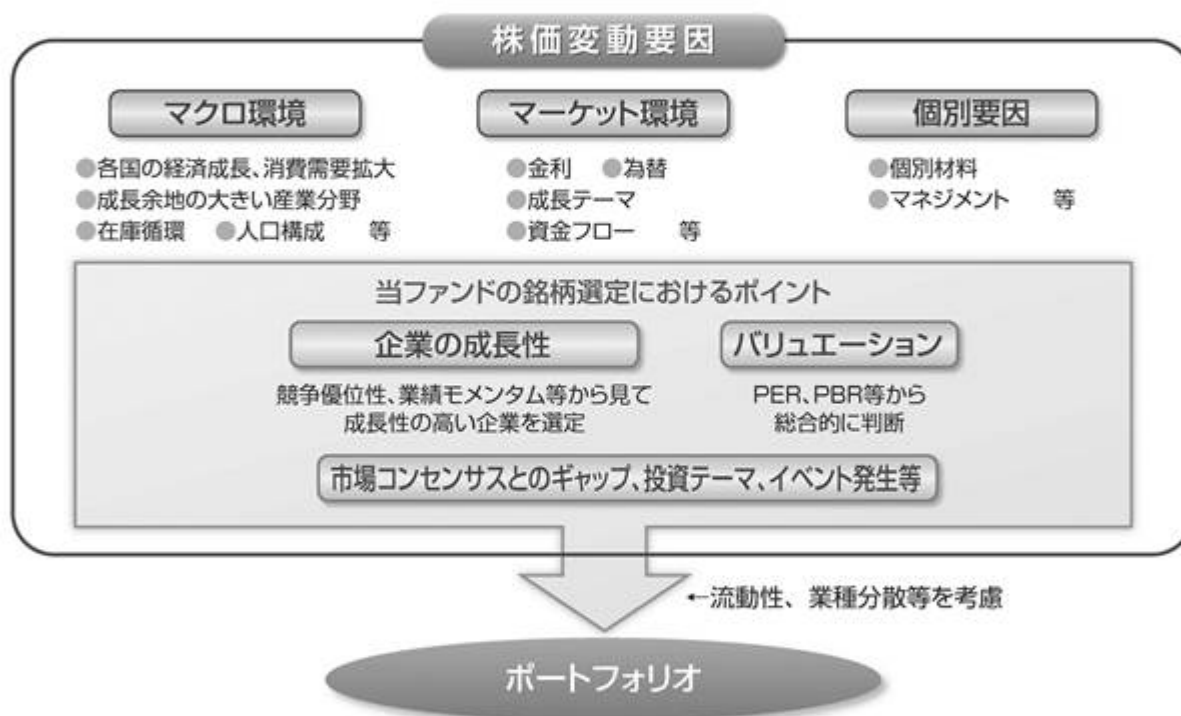 株価変動要因
マクロ環境
●各国の経済成長、消費需要拡大
●成長余地の大きい産業分野
●在庫循環 ●人口構成 等
マーケット環境
●金利 ●為替
●成長テーマ
●資金フロー 等
個別要因
●個別材料
●マネジメント 等
当ファンドの銘柄選定におけるポイント
企業の成長性
競争優位性、業績モメンタム等から見て
成長性の高い企業を選定
バリュエーション
PER、PBR等から
総合的に判断
市場コンセンサスとのギャップ、投資テーマ、イベント発生等
←流動性、業種分散等を考慮
ポートフォリオ